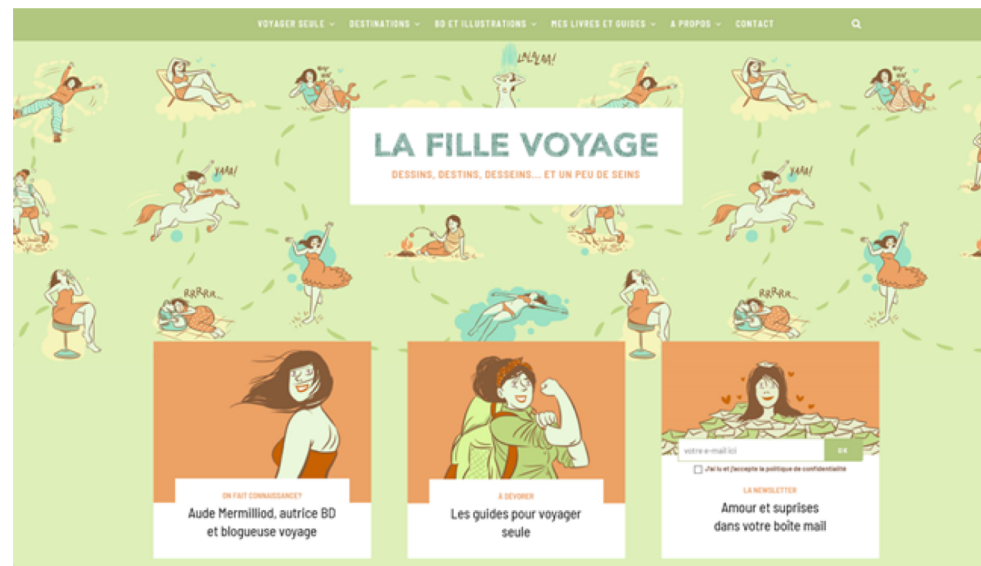 VOYAGER SEULE DESTINATIONS BD ET ILLUSTRATIONS MES LIVRES ET GUIDES A PROPOS CONTACT
LALALAA!
YAAA!
YAAA!
LA FILLE VOYAGE
DESSINS, DESTINS, DESSEINS... ET UN PEU DE SEINS
RRRRR...
RRRRR...
ON FAIT CONNAISSANCE?
Aude Mermilliod, autrice BD
et blogueuse voyage
À DÉVORER
Les guides pour voyager
seule
votre e-mail ici
OK
J'ai lu et j'accepte la politique de confidentialité
LA NEWSLETTER
Amour et suprises
dans votre boîte mail